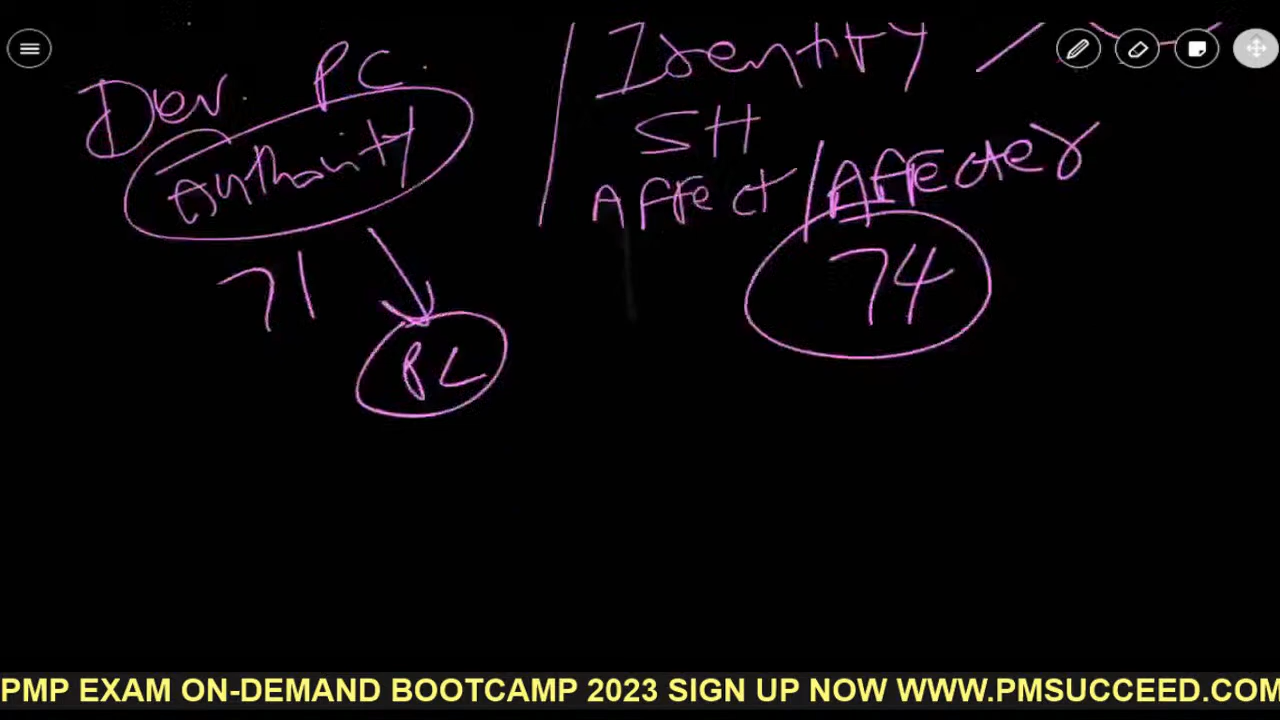 Dev. PC.
Authority
71
PC
Identity
SH
Affect / Affected
74
PMP EXAM ON-DEMAND BOOTCAMP 2023 SIGN UP NOW WWW.PMSUCCEED.COM